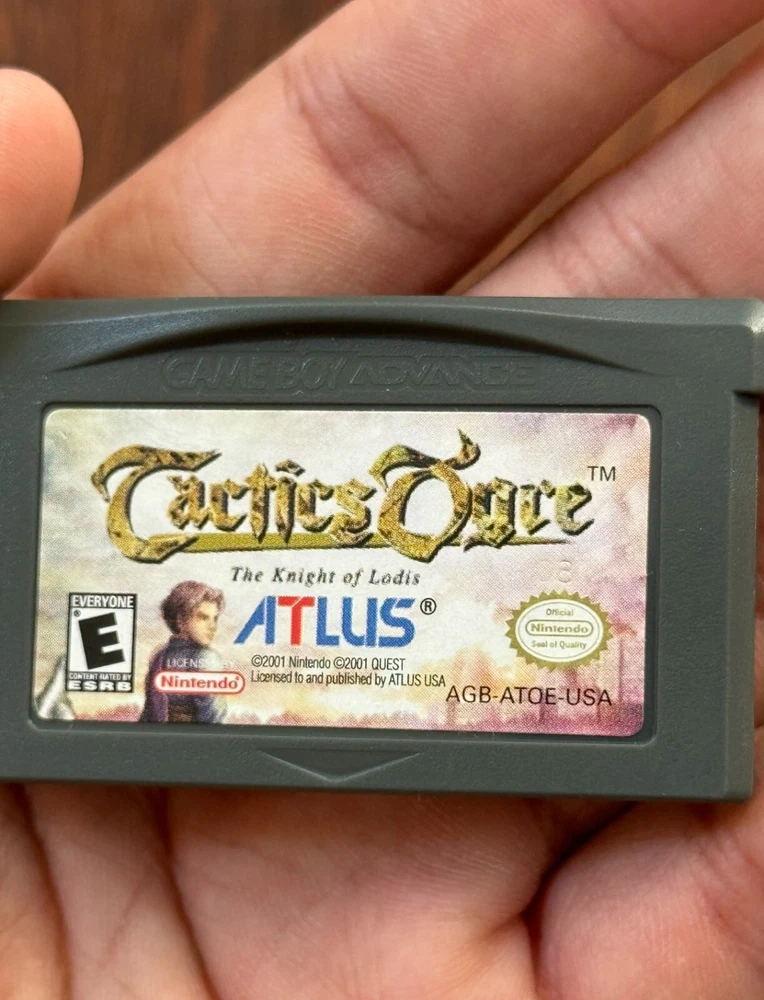 GAME BOY ADVANCE
Tactics Ogre™
The Knight of Lodis
ATLUS®
EVERYONE
E
®
CONTENT RATED BY
ESRB
LICENSED BY
Nintendo®
©2001 Nintendo ©2001 QUEST
Licensed to and published by ATLUS USA
AGB-ATOE-USA
Official
Nintendo
Seal of Quality